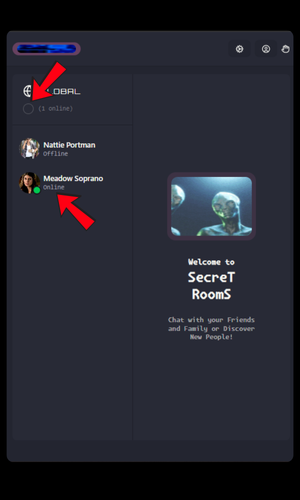 GLOBAL
(1 online)
Nattie Portman
Offline
Meadow Soprano
Online
Welcome to
SecreT
RoomS
Chat with your Friends
and Family or Discover
New People!